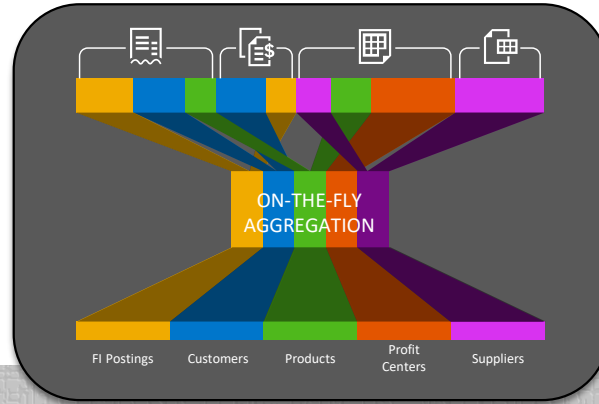 $
ON-THE-FLY
AGGREGATION
FI Postings
Customers
Products
Profit
Centers
Suppliers